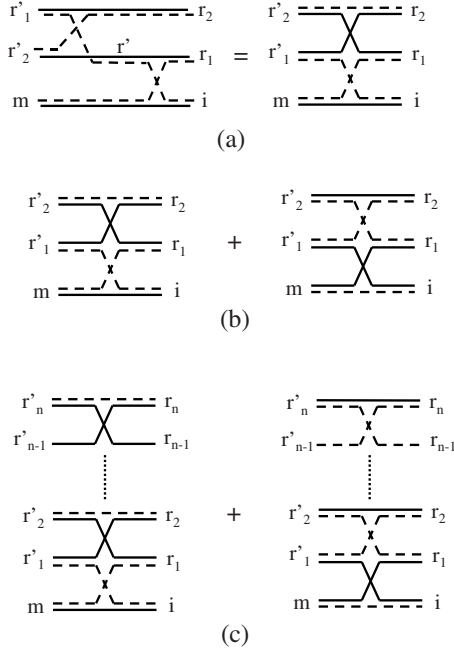 r'₁ r₂ r'₂ r₂
r'₂ r' r₁ = r'₁ r₁
m i m i
(a)
r'₂ r₂ r'₂ r₂
r'₁ r₁ + r'₁ r₁
m i m i
(b)
r'ₙ rₙ r'ₙ rₙ
r'ₙ₋₁ rₙ₋₁ r'ₙ₋₁ rₙ₋₁
r'₂ r₂ + r'₂ r₂
r'₁ r₁ r'₁ r₁
m i m i
(c)